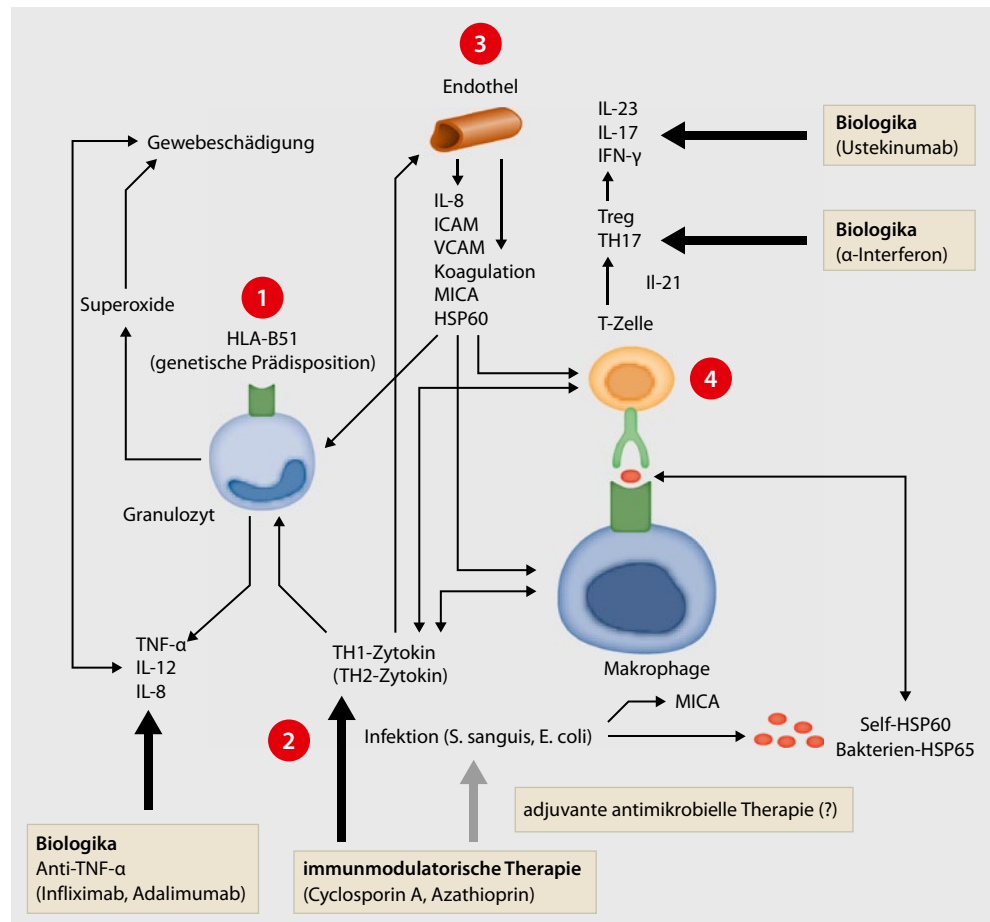 3
Endothel
IL-23
IL-17
IFN-γ
Biologika
(Ustekinumab)
Gewebeschädigung
IL-8
ICAM
VCAM
Koagulation
MICA
HSP60
Treg
TH17
Biologika
(α-Interferon)
Il-21
T-Zelle
Superoxide
1
HLA-B51
(genetische Prädisposition)
4
Granulozyt
TNF-α
IL-12
IL-8
TH1-Zytokin
(TH2-Zytokin)
Makrophage
MICA
2
Infektion (S. sanguis, E. coli)
Self-HSP60
Bakterien-HSP65
adjuvante antimikrobielle Therapie (?)
Biologika
Anti-TNF-α
(Infliximab, Adalimumab)
immunmodulatorische Therapie
(Cyclosporin A, Azathioprin)